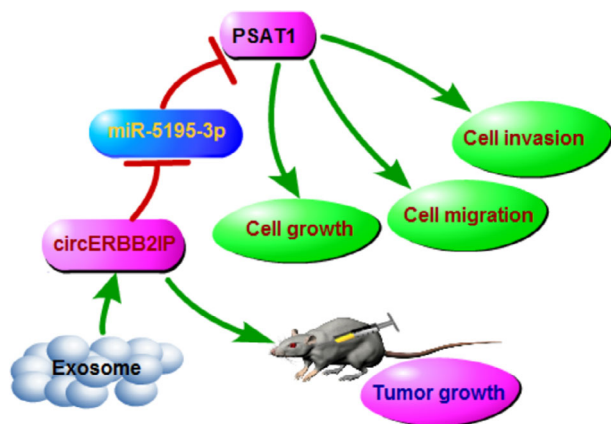 PSAT1
miR-5195-3p
Cell invasion
Cell migration
Cell growth
circERBB2IP
Exosome
Tumor growth